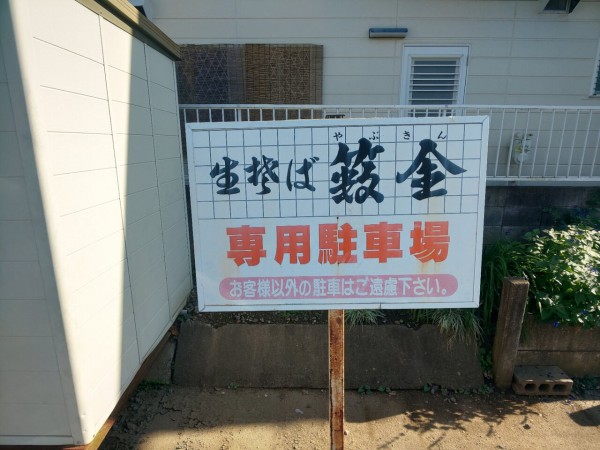 やぶきん
生そば 籔金
専用駐車場
お客様以外の駐車はご遠慮下さい。